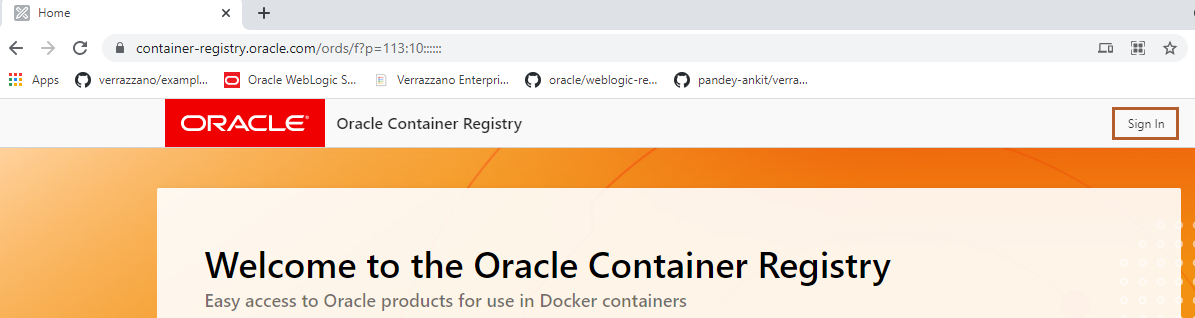 Home
container-registry.oracle.com/ords/f?p=113:10::::::
Apps verrazzano/exampl... Oracle WebLogic S... Verrazzano Enterpri... oracle/weblogic-re... pandey-ankit/verra...
ORACLE Oracle Container Registry Sign In
Welcome to the Oracle Container Registry
Easy access to Oracle products for use in Docker containers